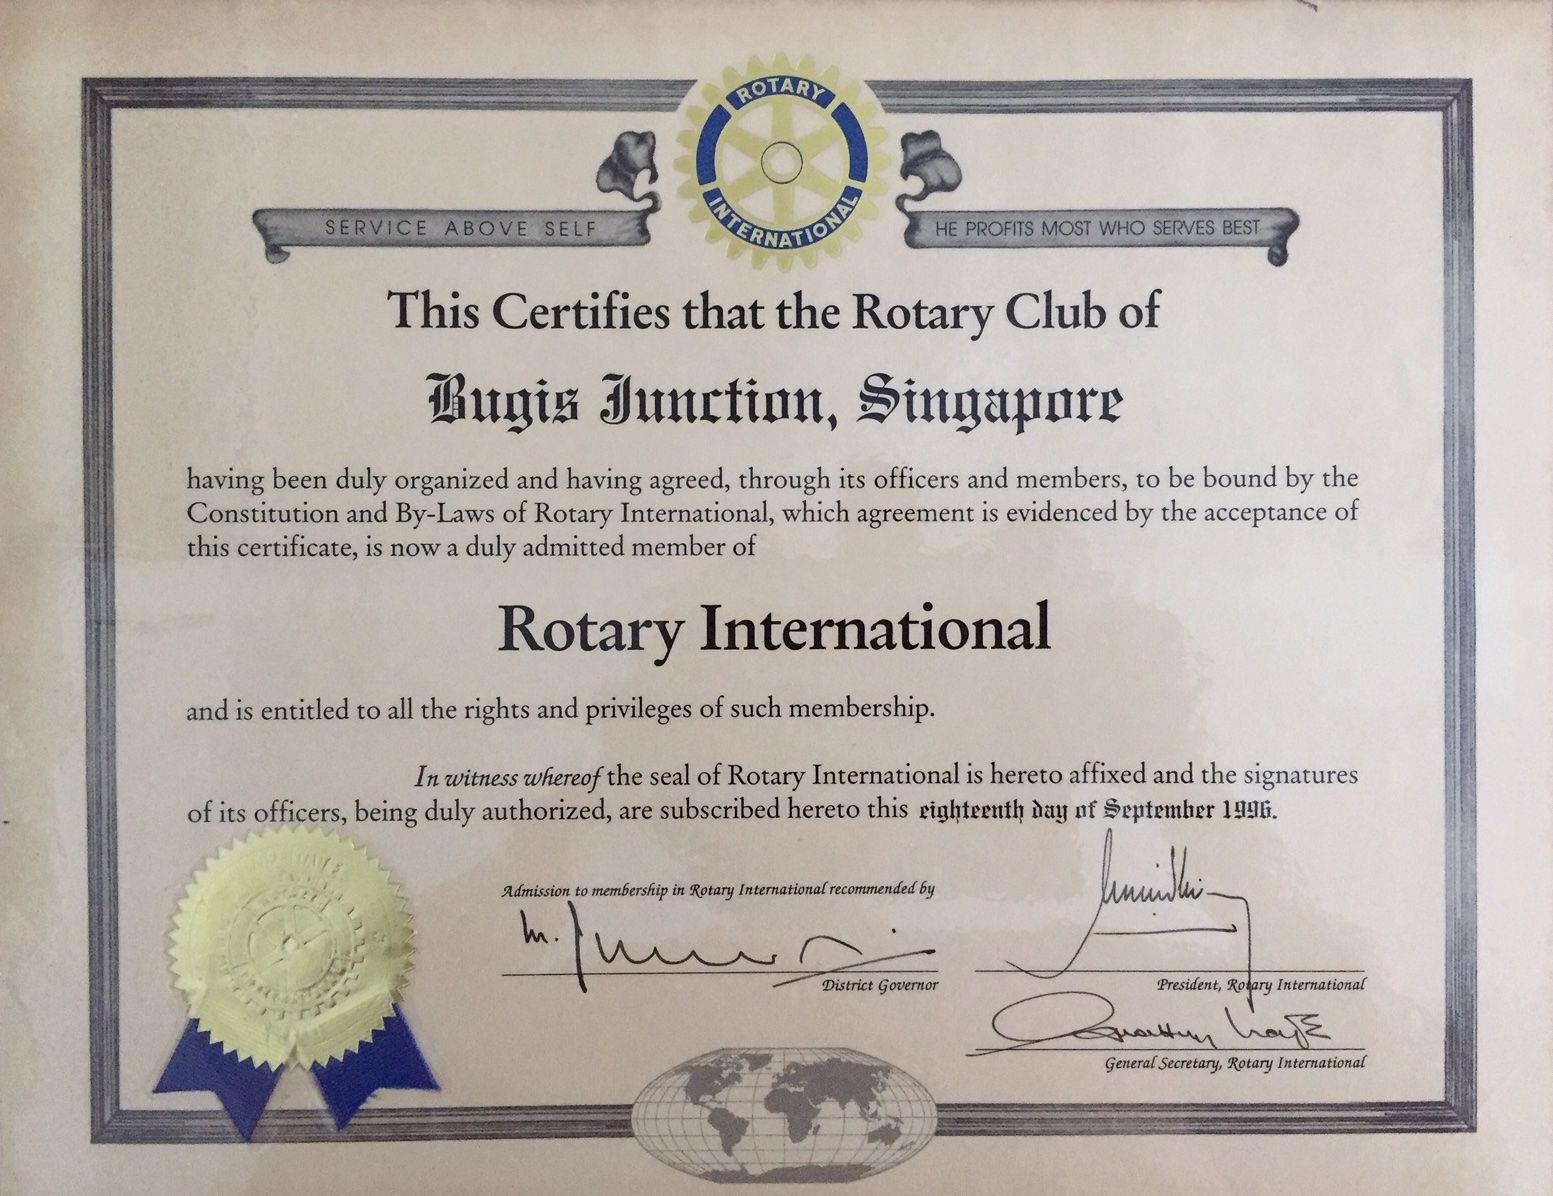 ROTARY
INTERNATIONAL
SERVICE ABOVE SELF
HE PROFITS MOST WHO SERVES BEST
This Certifies that the Rotary Club of
Bugis Junction, Singapore
having been duly organized and having agreed, through its officers and members, to be bound by the
Constitution and By-Laws of Rotary International, which agreement is evidenced by the acceptance of
this certificate, is now a duly admitted member of
Rotary International
and is entitled to all the rights and privileges of such membership.
In witness whereof the seal of Rotary International is hereto affixed and the signatures
of its officers, being duly authorized, are subscribed hereto this eighteenth day of September 1996.
Admission to membership in Rotary International recommended by
District Governor
President, Rotary International
General Secretary, Rotary International